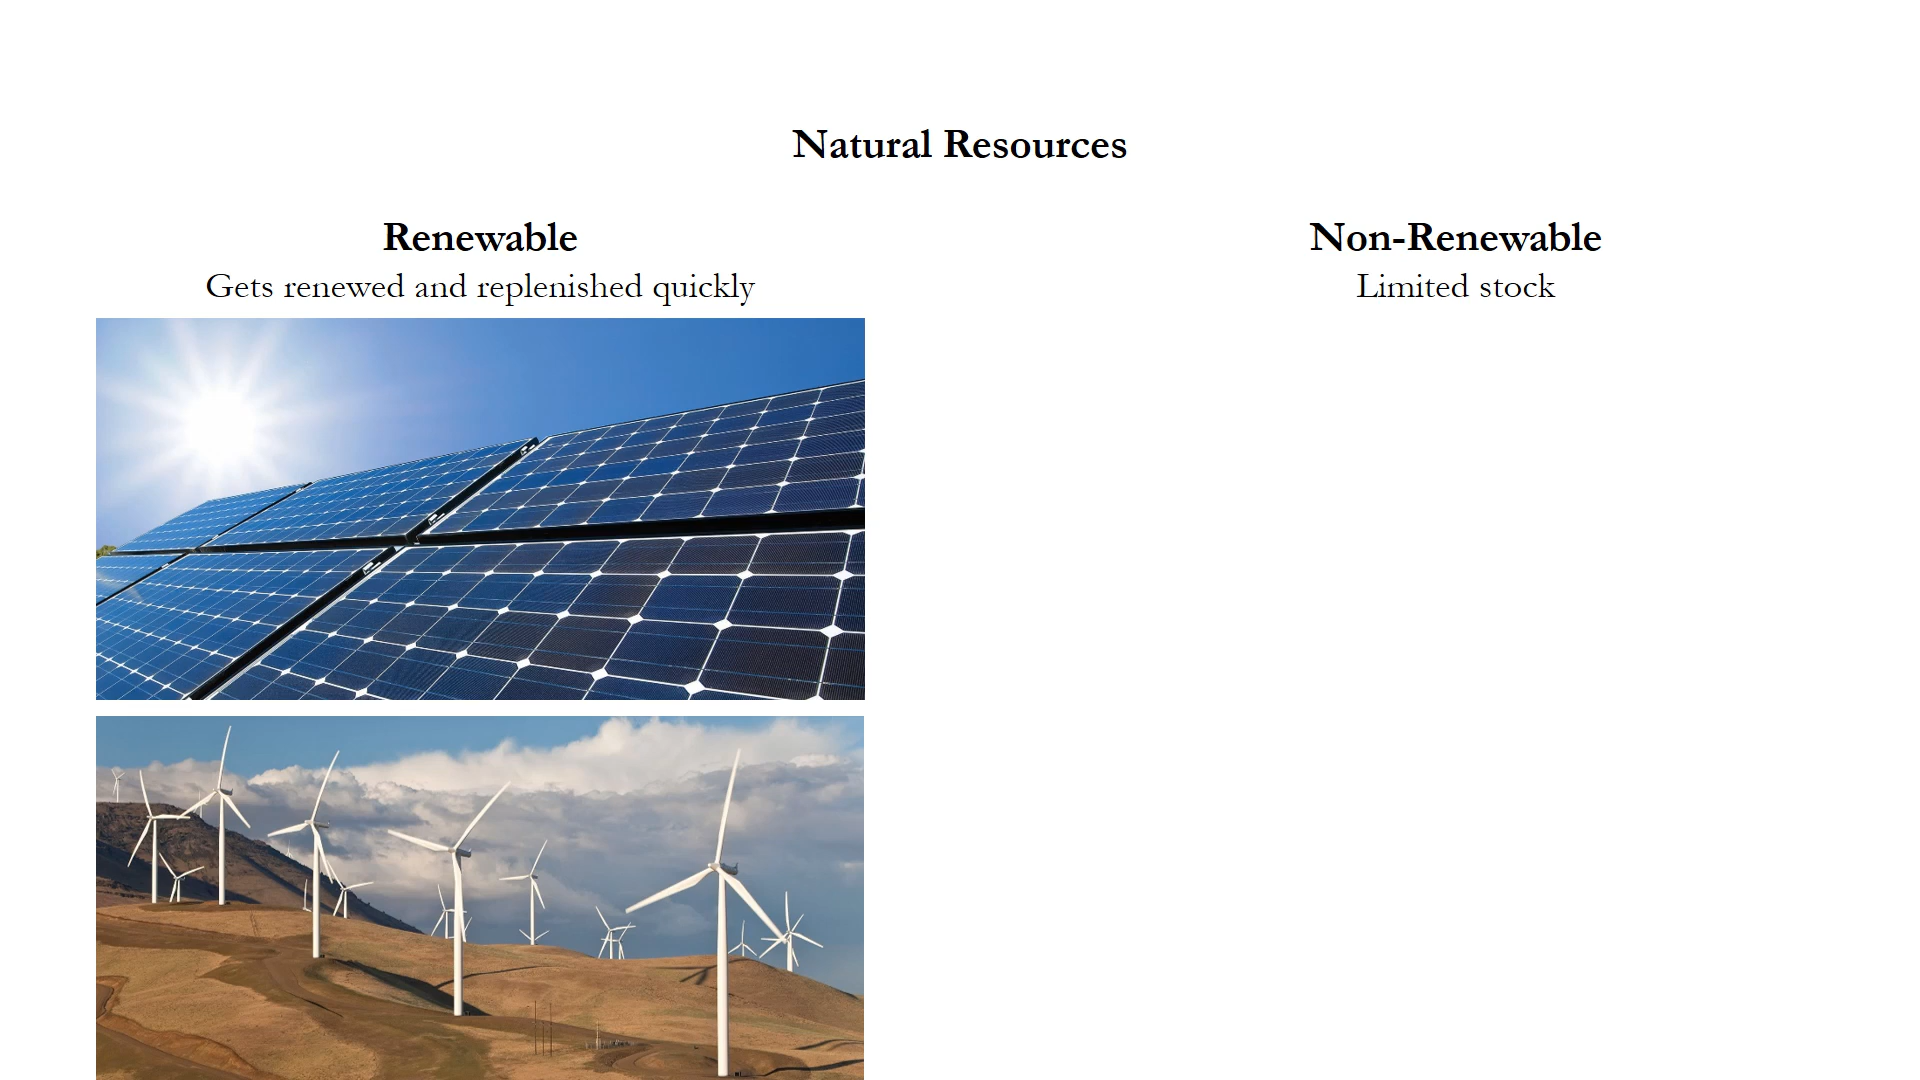 Natural Resources
Renewable
Gets renewed and replenished quickly
Non-Renewable
Limited stock